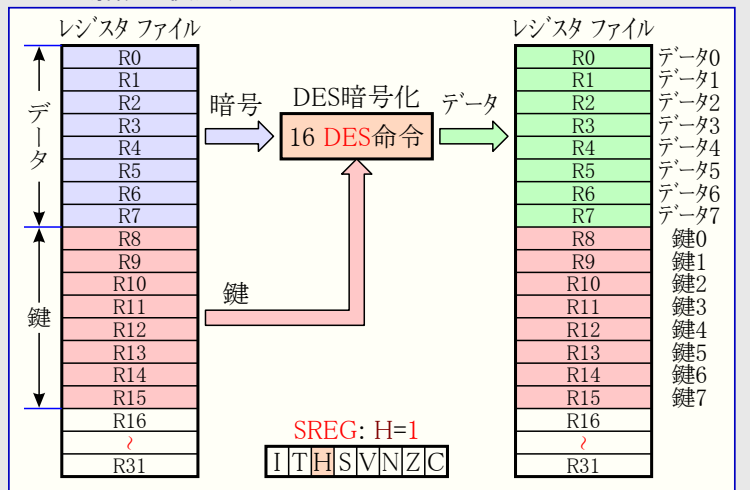 レジスタ ファイル
データ
鍵
R0
R1
R2
R3
R4
R5
R6
R7
R8
R9
R10
R11
R12
R13
R14
R15
R16
~
R31
暗号
DES暗号化
16 DES命令
データ
鍵
SREG: H=1
I T H S V N Z C
レジスタ ファイル
R0 データ0
R1 データ1
R2 データ2
R3 データ3
R4 データ4
R5 データ5
R6 データ6
R7 データ7
R8 鍵0
R9 鍵1
R10 鍵2
R11 鍵3
R12 鍵4
R13 鍵5
R14 鍵6
R15 鍵7
R16
~
R31